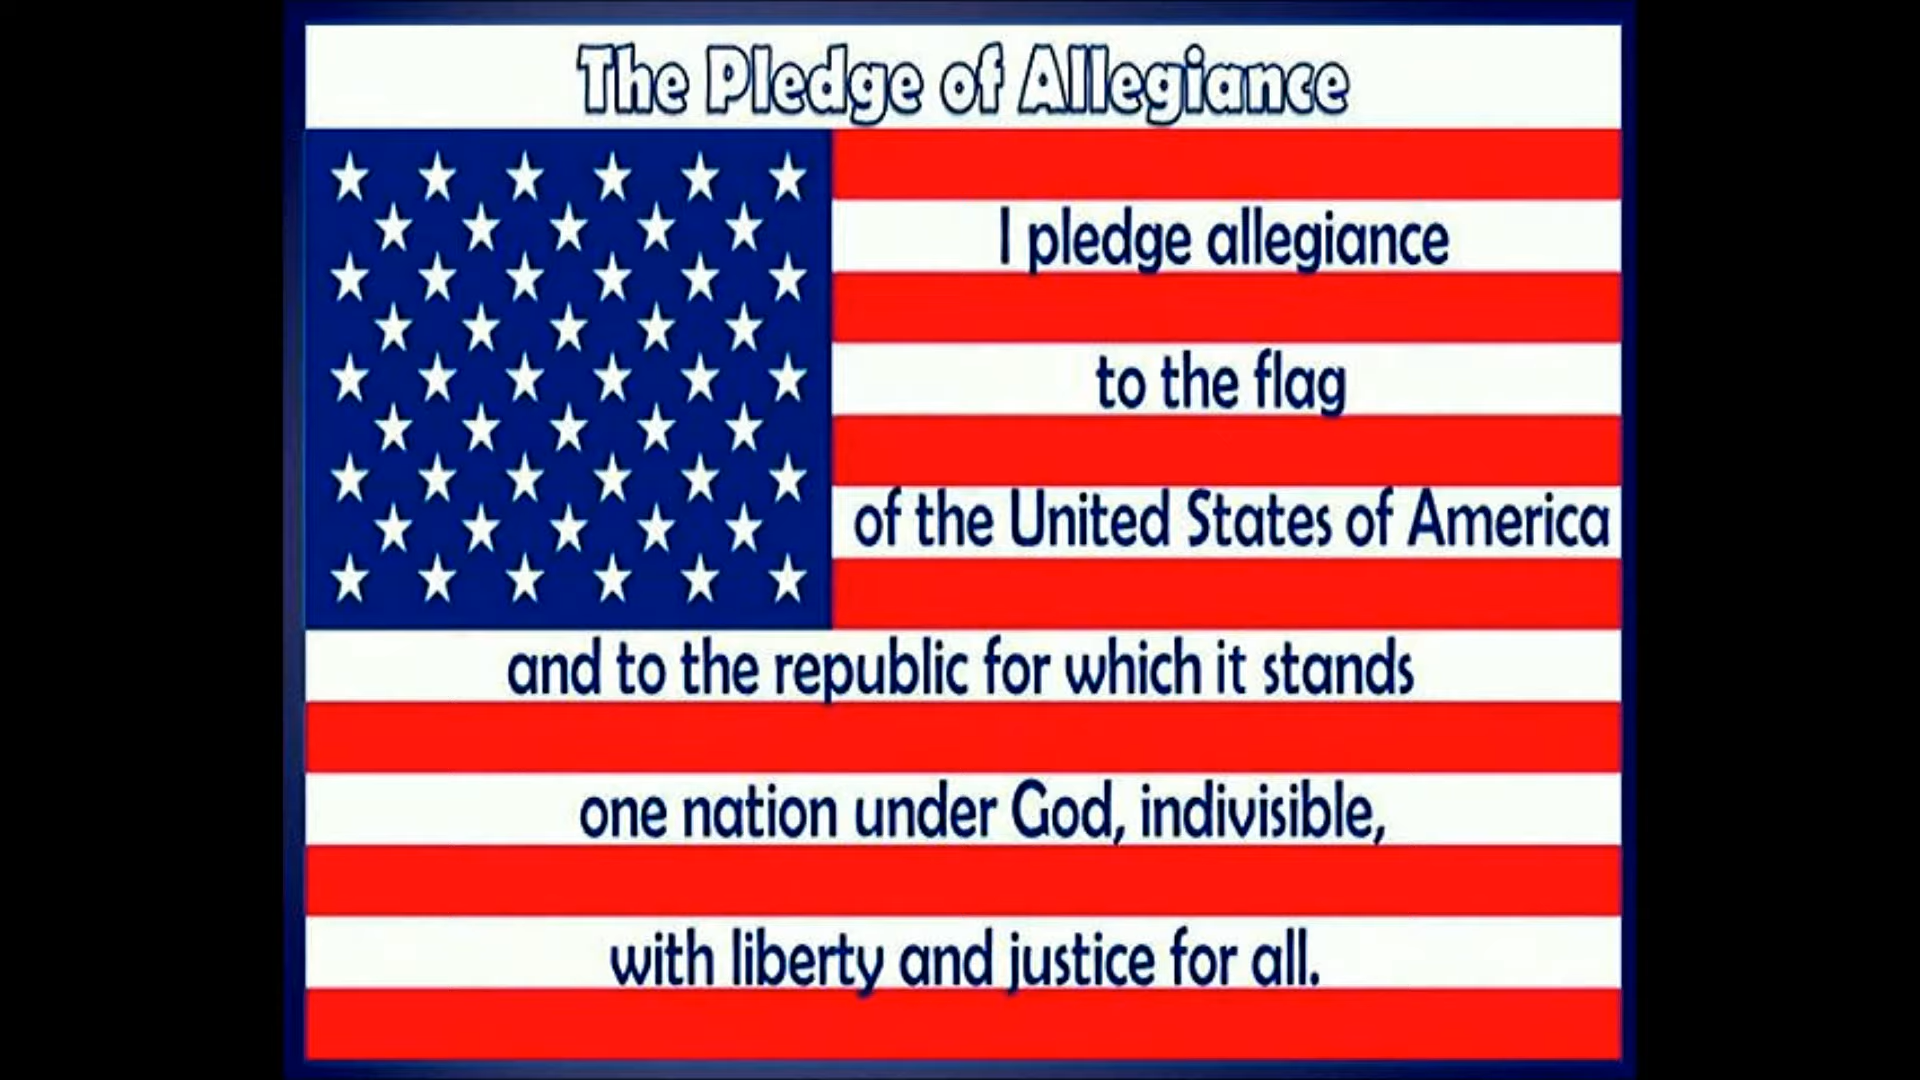 The Pledge of Allegiance
I pledge allegiance
to the flag
of the United States of America
and to the republic for which it stands
one nation under God, indivisible,
with liberty and justice for all.